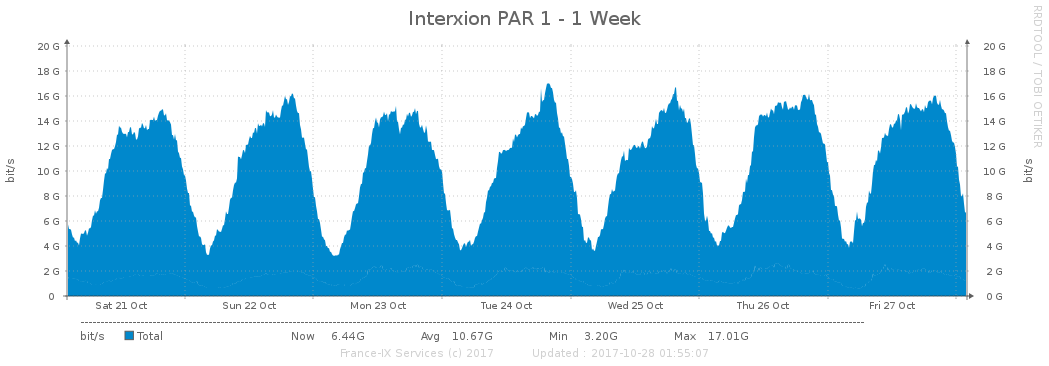 Interxion PAR 1 - 1 Week
RRDTOOL / TOBI OETIKER
20 G 20 G
18 G 18 G
16 G 16 G
14 G 14 G
12 G 12 G
10 G 10 G
8 G 8 G
6 G 6 G
4 G 4 G
2 G 2 G
0 0 G
bit/s bit/s
Sat 21 Oct Sun 22 Oct Mon 23 Oct Tue 24 Oct Wed 25 Oct Thu 26 Oct Fri 27 Oct
bit/s Total Now 6.44G Avg 10.67G Min 3.20G Max 17.01G
France-IX Services (c) 2017 Updated : 2017-10-28 01:55:07